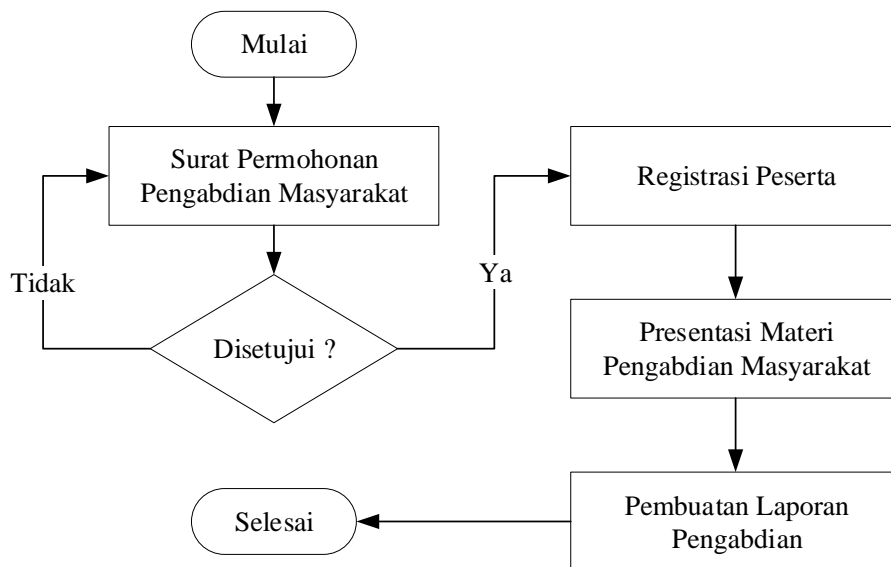 Mulai
Surat Permohonan
Pengabdian Masyarakat
Tidak
Disetujui ?
Ya
Registrasi Peserta
Presentasi Materi
Pengabdian Masyarakat
Pembuatan Laporan
Pengabdian
Selesai